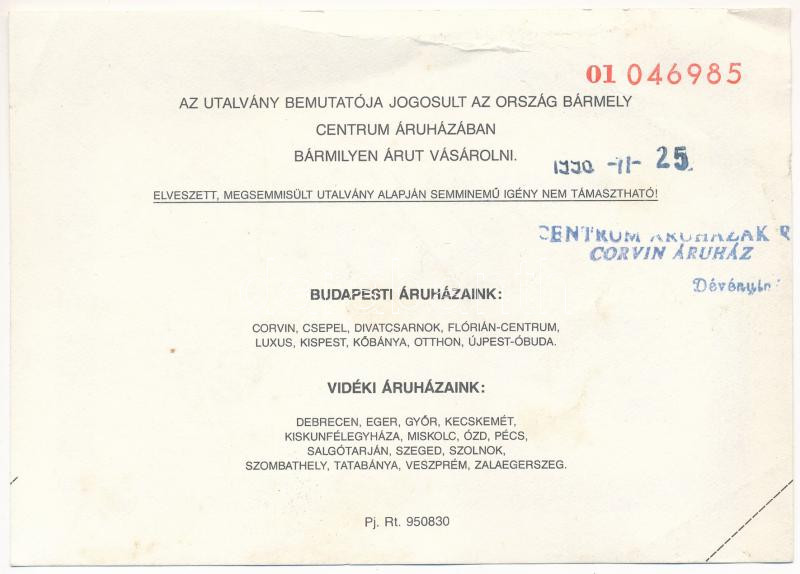 01 046985
AZ UTALVÁNY BEMUTATÓJA JOGOSULT AZ ORSZÁG BÁRMELY
CENTRUM ÁRUHÁZÁBAN
BÁRMILYEN ÁRUT VÁSÁROLNI.
1990 -11- 25.
ELVESZETT, MEGSEMMISÜLT UTALVÁNY ALAPJÁN SEMMINEMŰ IGÉNY NEM TÁMASZTHATÓ!
CENTRUM ÁRUHÁZAK R
CORVIN ÁRUHÁZ
BUDAPESTI ÁRUHÁZAINK:
CORVIN, CSEPEL, DIVATCSARNOK, FLÓRIÁN-CENTRUM,
LUXUS, KISPEST, KŐBÁNYA, OTTHON, ÚJPEST-ÓBUDA.
VIDÉKI ÁRUHÁZAINK:
DEBRECEN, EGER, GYŐR, KECSKEMÉT,
KISKUNFÉLEGYHÁZA, MISKOLC, ÓZD, PÉCS,
SALGÓTARJÁN, SZEGED, SZOLNOK,
SZOMBATHELY, TATABÁNYA, VESZPRÉM, ZALAEGERSZEG.
Pj. Rt. 950830